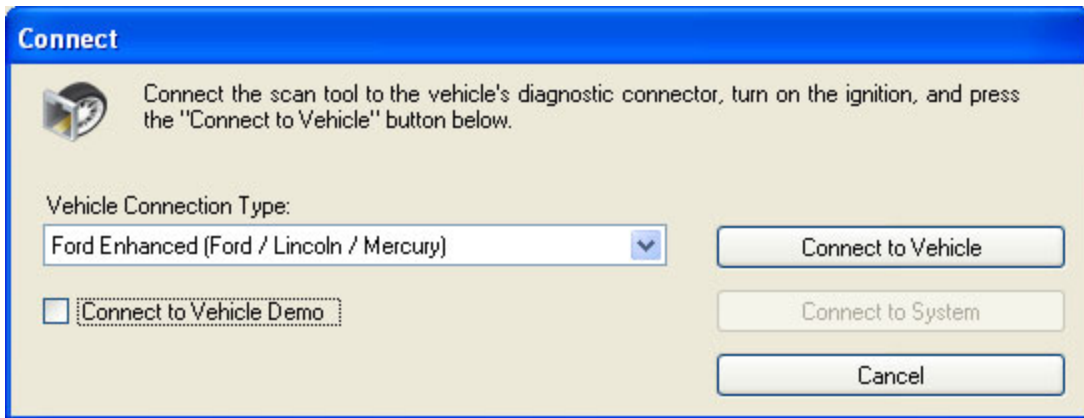 Connect
Connect the scan tool to the vehicle's diagnostic connector, turn on the ignition, and press
the "Connect to Vehicle" button below.
Vehicle Connection Type:
Ford Enhanced (Ford / Lincoln / Mercury)
Connect to Vehicle
Connect to Vehicle Demo
Connect to System
Cancel